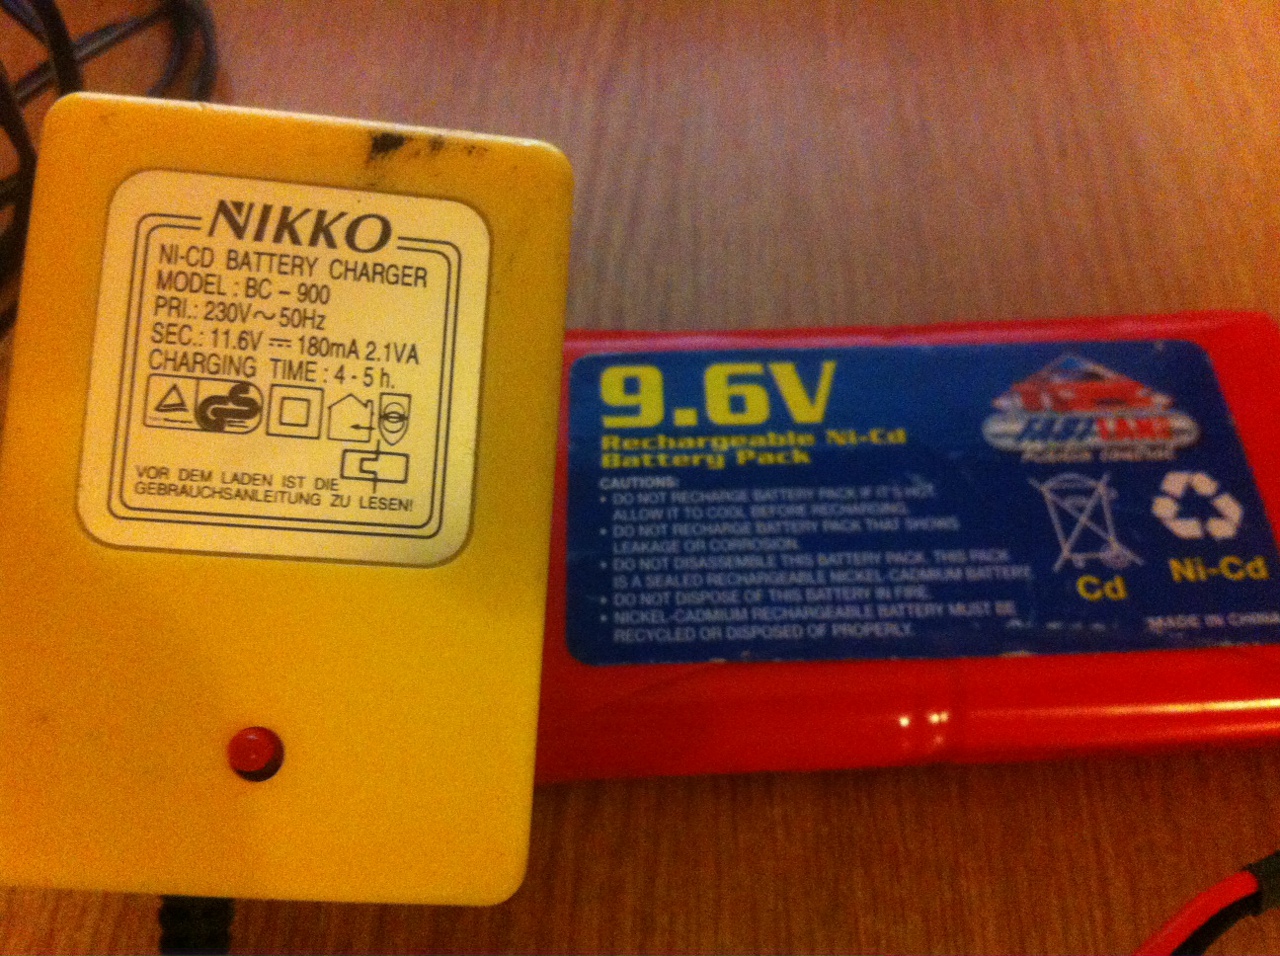 NIKKO
NI-CD BATTERY CHARGER
MODEL : BC - 900
PRI.: 230V~ 50Hz
SEC.: 11.6V ⎓ 180mA 2.1VA
CHARGING TIME : 4 - 5 h.
VOR DEM LADEN IST DIE
GEBRAUCHSANLEITUNG ZU LESEN!
9.6V
Rechargeable Ni-Cd
Battery Pack
CAUTIONS:
• DO NOT RECHARGE BATTERY PACK IF IT'S HOT.
ALLOW IT TO COOL BEFORE RECHARGING.
• DO NOT RECHARGE BATTERY PACK THAT SHOWS
LEAKAGE OR CORROSION.
• DO NOT DISASSEMBLE THIS BATTERY PACK. THIS PACK
IS A SEALED RECHARGEABLE NICKEL-CADMIUM BATTERY.
• DO NOT DISPOSE OF THIS BATTERY IN FIRE.
• NICKEL-CADMIUM RECHARGEABLE BATTERY MUST BE
RECYCLED OR DISPOSED OF PROPERLY.
FAST LANE
radio control
Cd
Ni-Cd
MADE IN CHINA